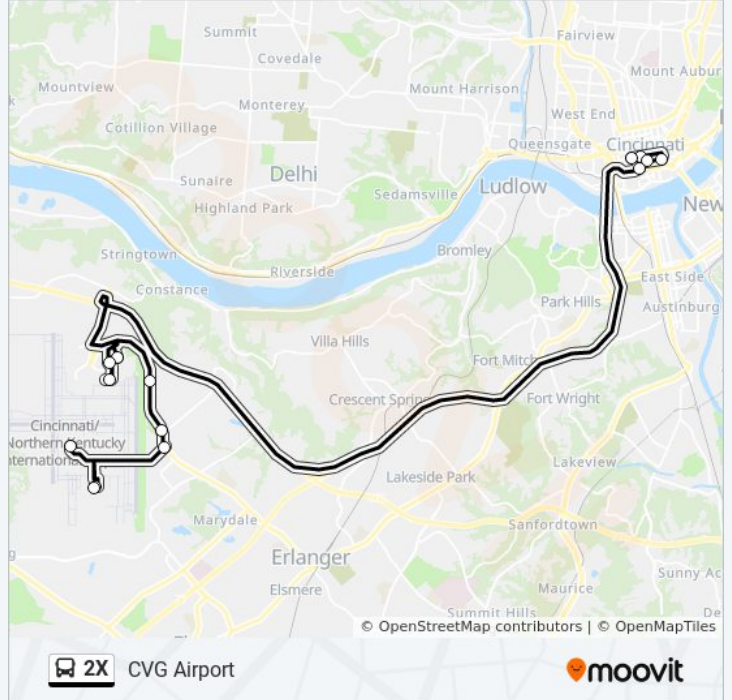 Summit
Fairview
Covedale
Mount Aubur
Mountview
Mount Harrison
k
Monterey
West End
Cotillion Village
Queensgate
Cincinnati
Delhi
Sunaire
Sedamsville
Ludlow
Highland Park
New
Stringtown
Bromley
Riverside
East Side
Constance
Park Hills
Austinburg
Villa Hills
Fort Mitch
Crescent Spring
Fort Wright
Cincinnati/
Northern Kentucky
nternationa
Lakeview
Lakeside Park
Marydale
Sanfordtown
Erlanger
g
Sunny Ac
Elsmere
Maurice
Summit Hills
De
© OpenStreetMap contributors | © OpenMapTiles
2X CVG Airport
moovit